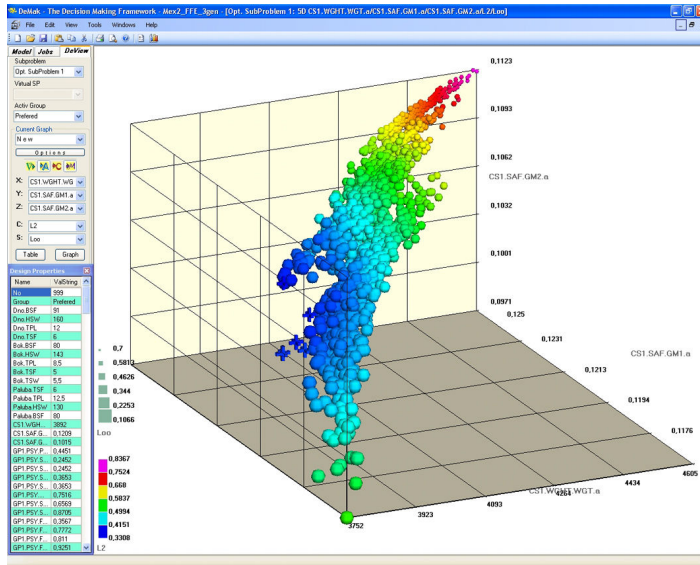 DeMak - The Decision Making Framework - Mex2_FFE_3gen - [Opt. SubProblem 1: 5D CS1.WGHT.WGT.a/CS1.SAF.GM1.a/CS1.SAF.GM2.a/L2/Loo]
File Edit View Tools Windows Help
Model Jobs DeView
Subproblem
Opt. SubProblem 1
Virtual SP
Activ Group
Prefered
Current Graph
N e w
O p t i o n s
X: CS1.WGHT.WG
Y: CS1.SAF.GM1.a
Z: CS1.SAF.GM2.a
C: L2
S: Loo
Table Graph
Design Properties
Name ValString
No 999
Group Prefered
Dno.BSF 91
Dno.HSW 160
Dno.TPL 12
Dno.TSF 6
Bok.BSF 80
Bok.HSW 143
Bok.TPL 8,5
Bok.TSF 5
Bok.TSW 5,5
Paluba.TSF 6
Paluba.TPL 12,5
Paluba.HSW 130
Paluba.BSF 80
CS1.WGH... 3892
CS1.SAF.G... 0,1209
CS1.SAF.G... 0,1015
GP1.PSY.F... 0,4451
GP1.PSY.S... 0,2452
GP1.PSY.S... 0,2452
GP1.PSY.S... 0,3653
GP1.PSY.S... 0,3653
GP1.PSY.... 0,7516
GP1.PSY.S... 0,6569
GP1.PSY.S... 0,8705
GP1.PSY.F... 0,3567
GP1.PSY.F... 0,7772
GP1.PSY.F... 0,811
GP1.PSY.F... 0,9251
0,7
0,5813
0,4626
0,344
0,2253
0,1066
Loo
0,8367
0,7524
0,668
0,5837
0,4994
0,4151
0,3308
L2
0,1123
0,1093
0,1062
CS1.SAF.GM2.a
0,1032
0,1001
0,0971
0,125
0,1231
CS1.SAF.GM1.a
0,1213
0,1194
0,1176
4605
4434
CS1.WGHT.WGT.a
4264
4093
3923
3752